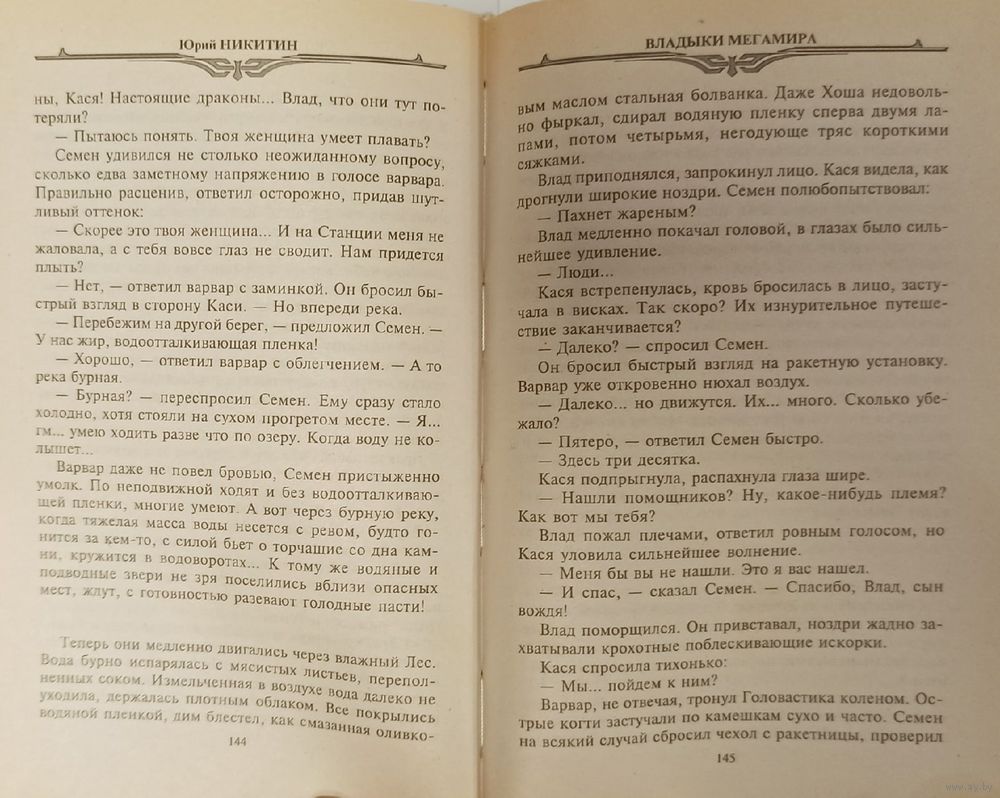 Юрий НИКИТИН
ны, Кася! Настоящие драконы... Влад, что они тут по-
теряли?
— Пытаюсь понять. Твоя женщина умеет плавать?
Семен удивился не столько неожиданному вопросу,
сколько едва заметному напряжению в голосе варвара.
Правильно расценив, ответил осторожно, придав шут-
ливый оттенок:
— Скорее это твоя женщина... И на Станции меня не
жаловала, а с тебя вовсе глаз не сводит. Нам придется
плыть?
— Нет, — ответил варвар с заминкой. Он бросил бы-
стрый взгляд в сторону Каси. — Но впереди река.
— Перебежим на другой берег, — предложил Семен. —
У нас жир, водоотталкивающая пленка!
— Хорошо, — ответил варвар с облегчением. — А то
река бурная.
— Бурная? — переспросил Семен. Ему сразу стало
холодно, хотя стояли на сухом прогретом месте. — Я...
гм... умею ходить разве что по озеру. Когда воду не ко-
лышет...
Варвар даже не повел бровью, Семен пристыженно
умолк. По неподвижной ходят и без водоотталкиваю-
щей пленки, многие умеют. А вот через бурную реку,
когда тяжелая масса воды несется с ревом, будто го-
нится за кем-то, с силой бьет о торчащие со дна кам-
ни, кружится в водоворотах... К тому же водяные и
подводные звери не зря поселились вблизи опасных
мест, ждут, с готовностью разевают голодные пасти!
Теперь они медленно двигались через влажный Лес.
Вода бурно испарялась с мясистых листьев, перепол-
ненных соком. Измельченная в воздухе вода далеко не
уходила, держалась плотным облаком. Все покрылись
водяной пленкой, дим блестел, как смазанная оливко-
144
ВЛАДЫКИ МЕГАМИРА
вым маслом стальная болванка. Даже Хоша недоволь-
но фыркал, сдирал водяную пленку сперва двумя ла-
пами, потом четырьмя, негодующе тряс короткими
сяжками.
Влад приподнялся, запрокинул лицо. Кася видела, как
дрогнули широкие ноздри. Семен полюбопытствовал:
— Пахнет жареным?
Влад медленно покачал головой, в глазах было силь-
нейшее удивление.
— Люди...
Кася встрепенулась, кровь бросилась в лицо, засту-
чала в висках. Так скоро? Их изнурительное путеше-
ствие заканчивается?
— Далеко? — спросил Семен.
Он бросил быстрый взгляд на ракетную установку.
Варвар уже откровенно нюхал воздух.
— Далеко... но движутся. Их... много. Сколько убе-
жало?
— Пятеро, — ответил Семен быстро.
— Здесь три десятка.
Кася подпрыгнула, распахнула глаза шире.
— Нашли помощников? Ну, какое-нибудь племя?
Как вот мы тебя?
Влад пожал плечами, ответил ровным голосом, но
Кася уловила сильнейшее волнение.
— Меня бы вы не нашли. Это я вас нашел.
— И спас, — сказал Семен. — Спасибо, Влад, сын
вождя!
Влад поморщился. Он привставал, ноздри жадно за-
хватывали крохотные поблескивающие искорки.
Кася спросила тихонько:
— Мы... пойдем к ним?
Варвар, не отвечая, тронул Головастика коленом. Ос-
трые когти застучали по камешкам сухо и часто. Семен
на всякий случай сбросил чехол с ракетницы, проверил
145
www.ay.by